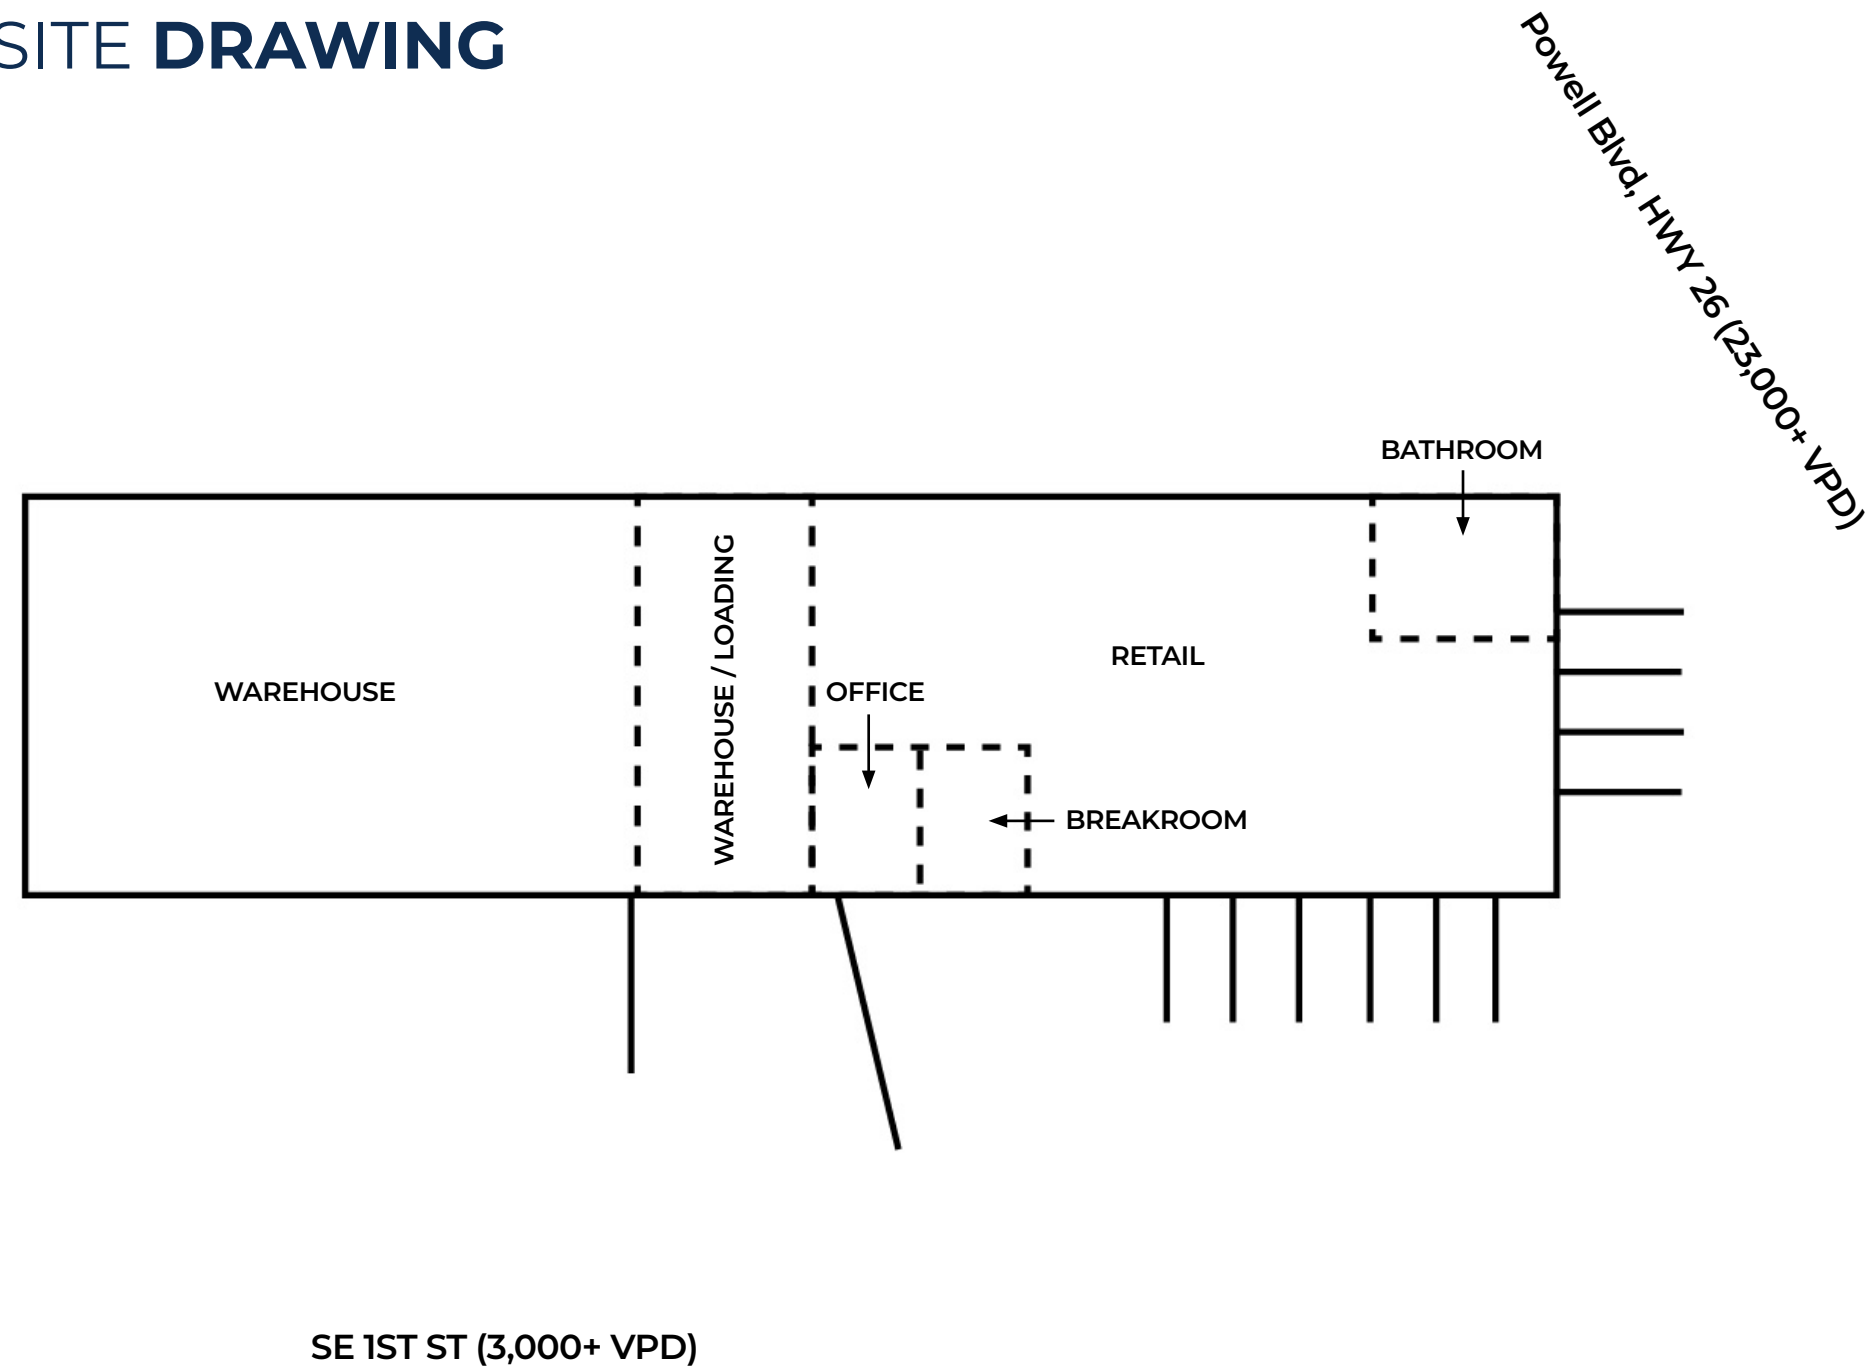 SITE DRAWING
Powell Blvd, HWY 26 (23,000+ VPD)
BATHROOM
WAREHOUSE / LOADING
RETAIL
WAREHOUSE
OFFICE
BREAKROOM
SE 1ST ST (3,000+ VPD)